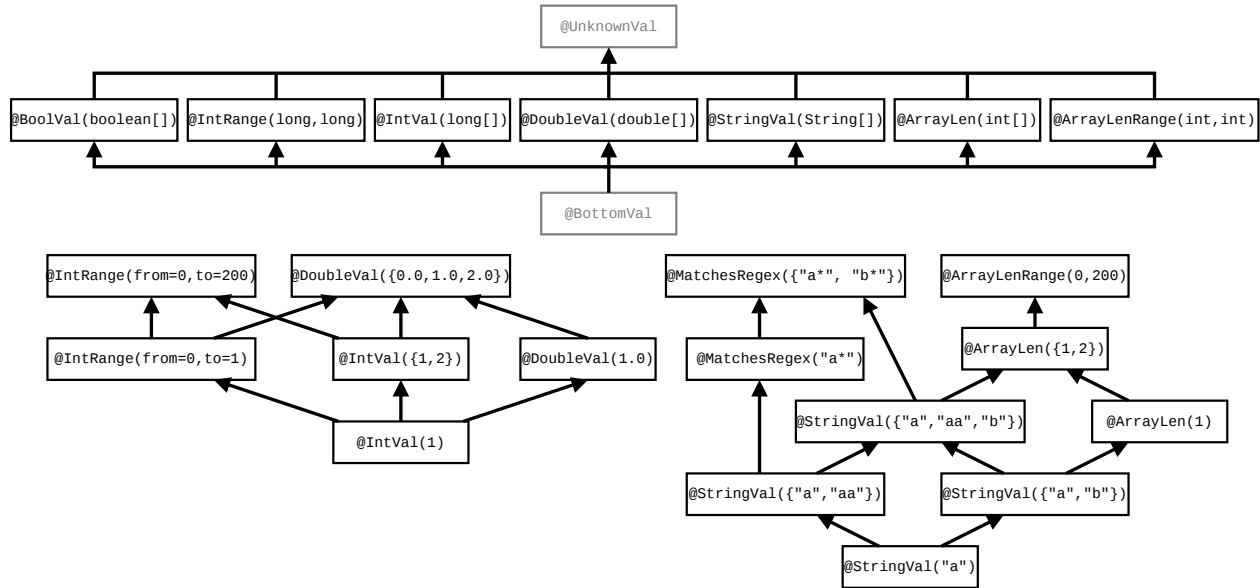 @UnknownVal
@BoolVal(boolean[])
@IntRange(long,long)
@IntVal(long[])
@DoubleVal(double[])
@StringVal(String[])
@ArrayLen(int[])
@ArrayLenRange(int,int)
@BottomVal
@IntRange(from=0,to=200)
@DoubleVal({0.0,1.0,2.0})
@MatchesRegex({"a*", "b*"})
@ArrayLenRange(0,200)
@IntRange(from=0,to=1)
@IntVal({1,2})
@DoubleVal(1.0)
@MatchesRegex("a*")
@ArrayLen({1,2})
@StringVal({"a","aa","b"})
@ArrayLen(1)
@IntVal(1)
@StringVal({"a","aa"})
@StringVal({"a","b"})
@StringVal("a")